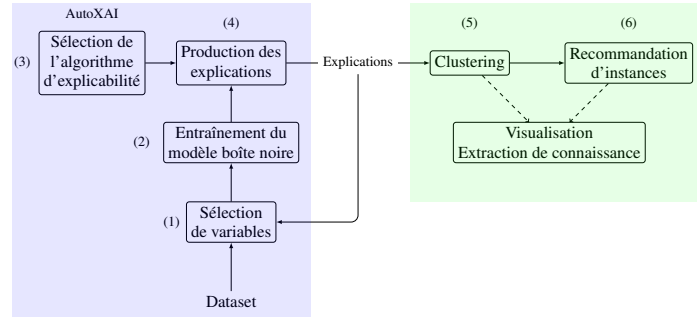 AutoXAI
(3)
Sélection de
l'algorithme
d'explicabilité
(4)
Production des
explications
Explications
(5)
Clustering
(6)
Recommandation
d'instances
(2)
Entraînement du
modèle boîte noire
Visualisation
Extraction de connaissance
(1)
Sélection
de variables
Dataset